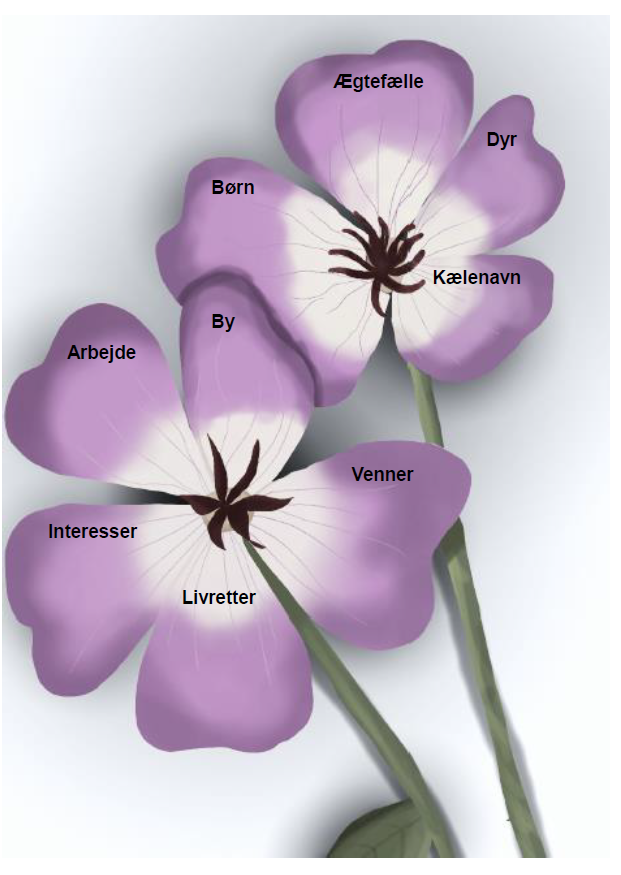 Ægtefælle
Dyr
Børn
Kælenavn
By
Arbejde
Venner
Interesser
Livretter